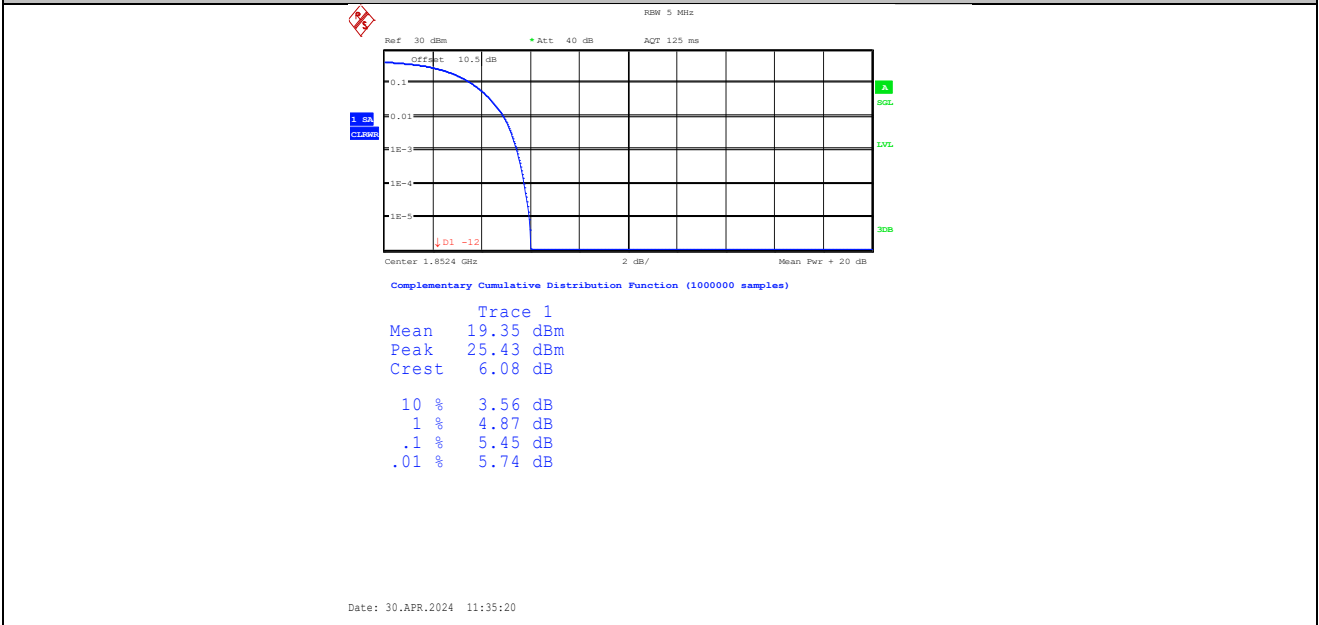 RBW 5 MHz
Ref 30 dBm * Att 40 dB AQT 125 ms
Offset 10.5 dB
0.1
A
SGL
1 SA
0.01
CLRWR
LVL
1E-3
1E-4
1E-5
3DB
↓D1 -12
Center 1.8524 GHz 2 dB/ Mean Pwr + 20 dB
Complementary Cumulative Distribution Function (1000000 samples)
Trace 1
Mean 19.35 dBm
Peak 25.43 dBm
Crest 6.08 dB
10 % 3.56 dB
1 % 4.87 dB
.1 % 5.45 dB
.01 % 5.74 dB
Date: 30.APR.2024 11:35:20